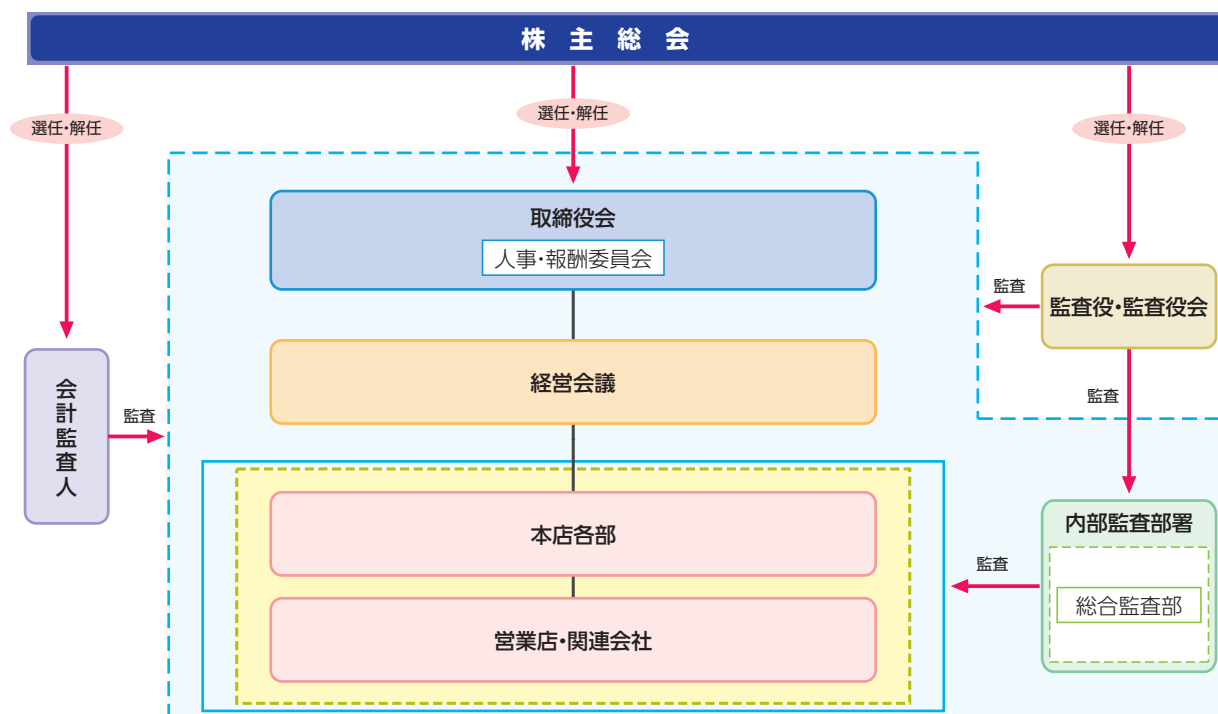 株主総会
選任・解任
選任・解任
選任・解任
取締役会
人事・報酬委員会
監査
監査役・監査役会
会計監査人
監査
経営会議
監査
本店各部
内部監査部署
監査
総合監査部
営業店・関連会社